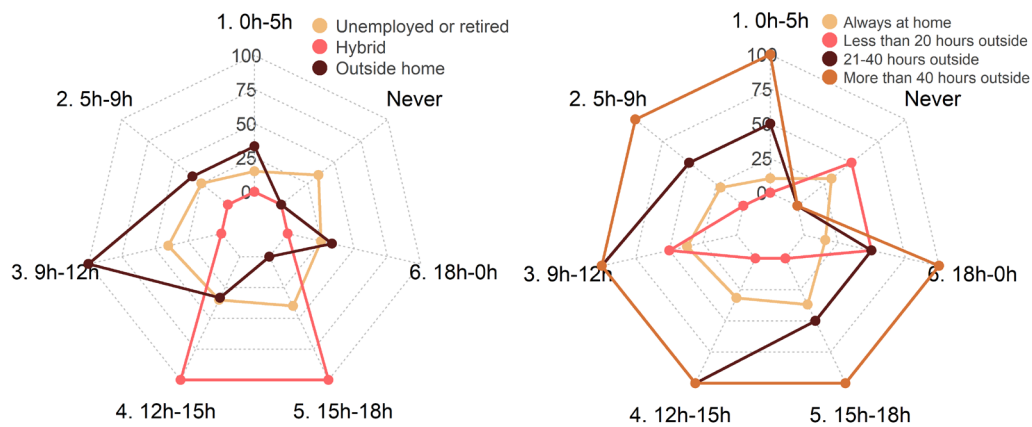 1. 0h-5h
Unemployed or retired
Hybrid
Outside home
100
75
50
25
0
2. 5h-9h
Never
3. 9h-12h
6. 18h-0h
4. 12h-15h
5. 15h-18h
1. 0h-5h
Always at home
Less than 20 hours outside
21-40 hours outside
More than 40 hours outside
100
75
50
25
0
2. 5h-9h
Never
3. 9h-12h
6. 18h-0h
4. 12h-15h
5. 15h-18h